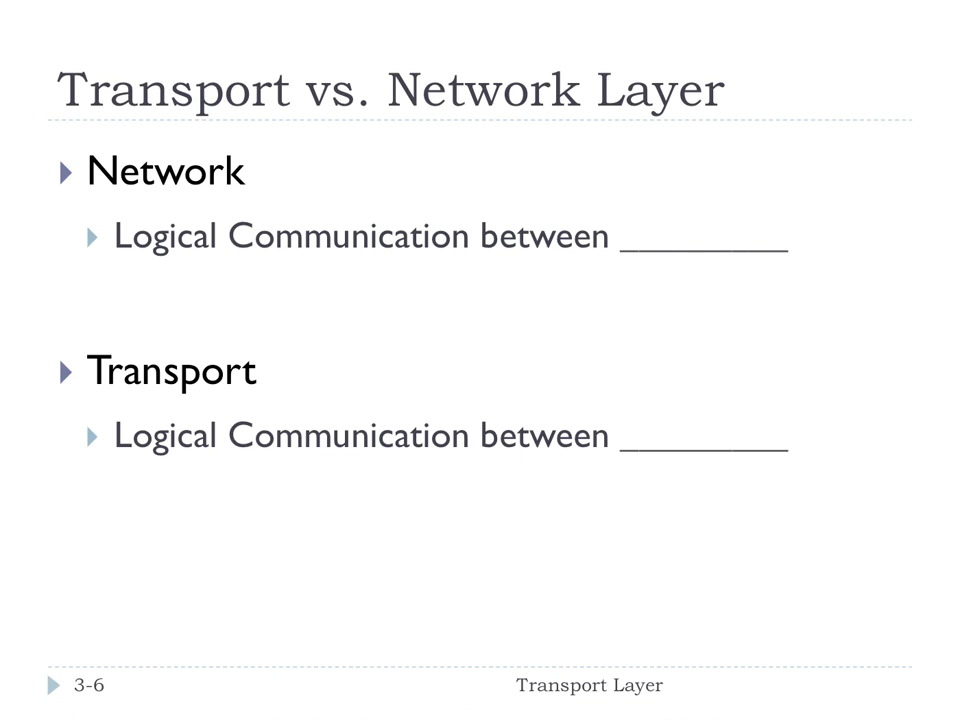 Transport vs. Network Layer
Network
Logical Communication between _________
Transport
Logical Communication between _________
3-6
Transport Layer